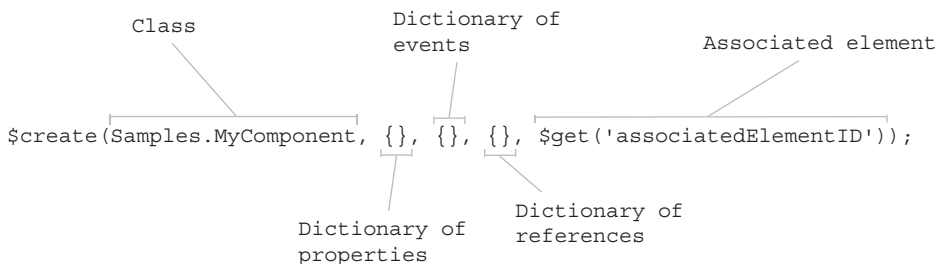 Class
Dictionary of
events
Associated element
$create(Samples.MyComponent, {}, {}, {}, $get('associatedElementID'));
Dictionary of
properties
Dictionary of
references